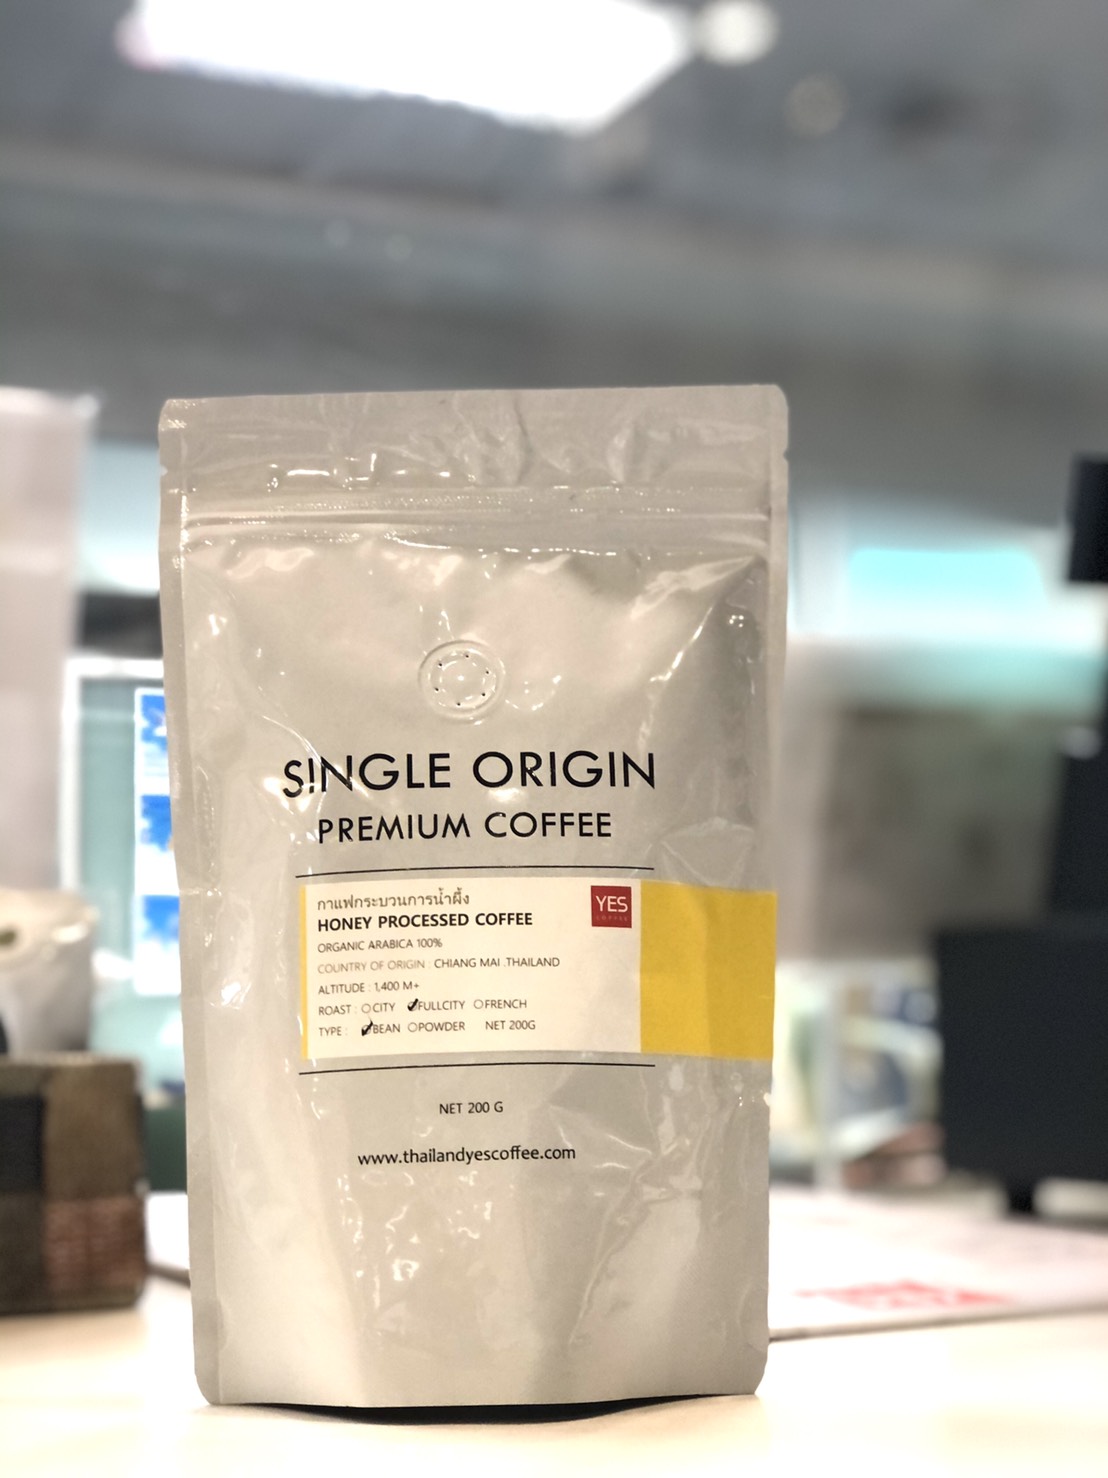 S!NGLE ORIGIN
PREMIUM COFFEE
กาแฟกระบวนการน้ำผึ้ง
HONEY PROCESSED COFFEE
YES
COFFEE
ORGANIC ARABICA 100%
COUNTRY OF ORIGIN : CHIANG MAI .THAILAND
ALTITUDE : 1,400 M+
ROAST : CITY FULLCITY FRENCH
TYPE : BEAN POWDER NET 200G
NET 200 G
www.thailandyescoffee.com